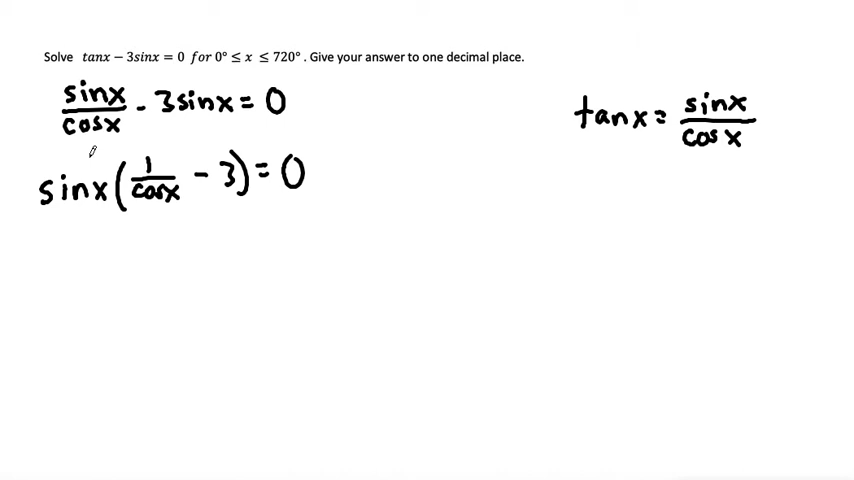 Solve tanx − 3sinx = 0 for 0° ≤ x ≤ 720° . Give your answer to one decimal place.
sinx/cosx - 3sinx = 0
tanx = sinx/cosx
sinx(1/cosx - 3) = 0